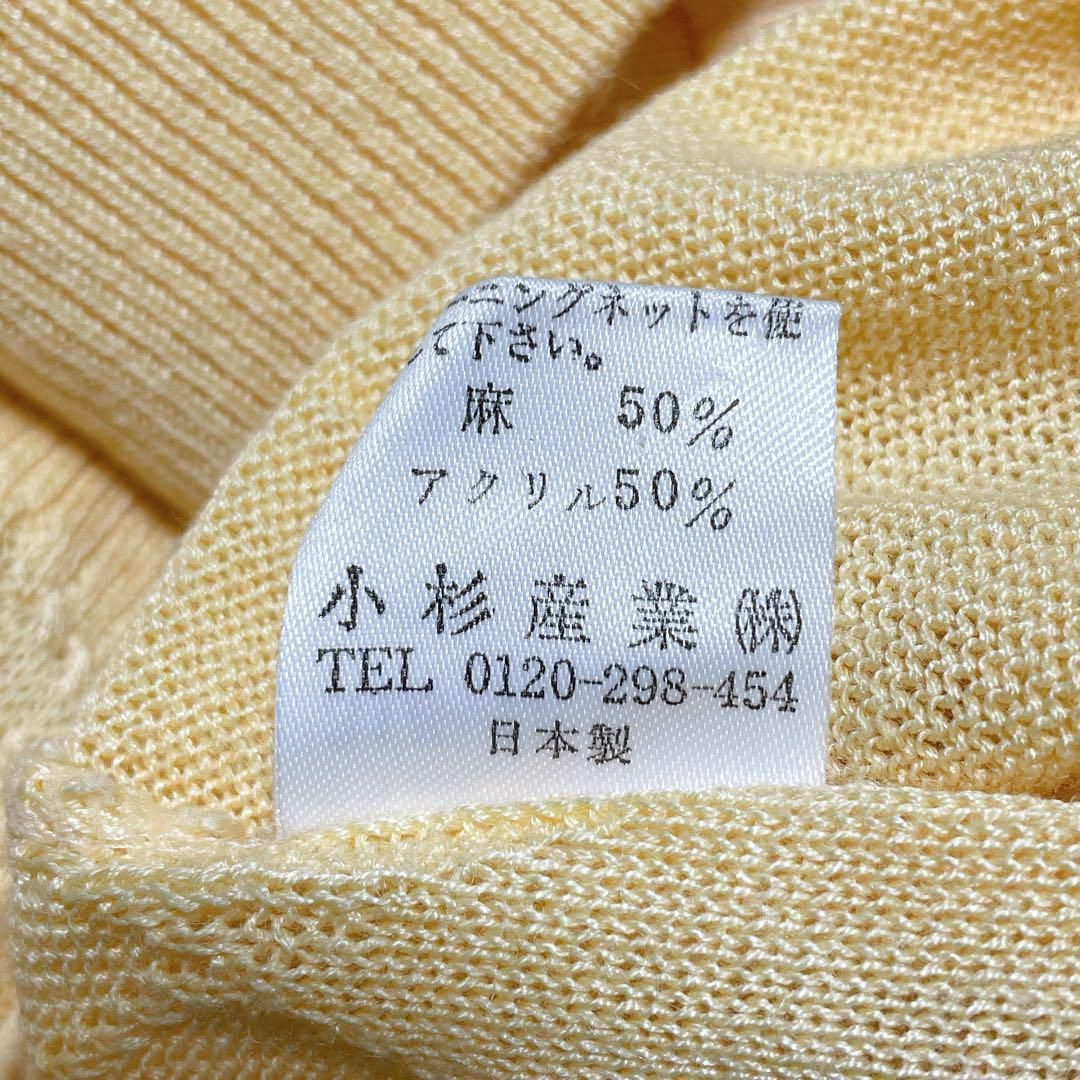 ニングネットを使
て下さい。
麻 50%
アクリル50%
小杉産業㈱
TEL 0120-298-454
日本製